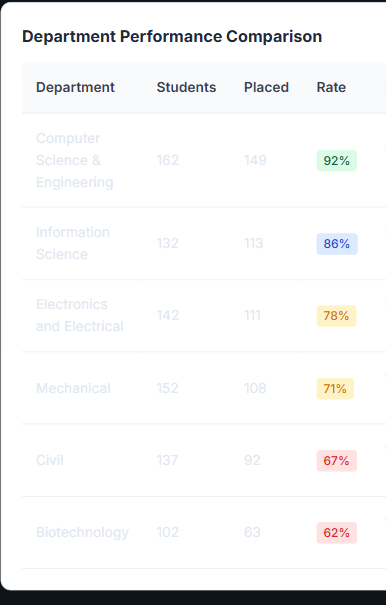 Department Performance Comparison
Department Students Placed Rate
Computer
Science & 162 149 92%
Engineering
Information
Science 132 113 86%
Electronics
and Electrical 142 111 78%
Mechanical 152 108 71%
Civil 137 92 67%
Biotechnology 102 63 62%